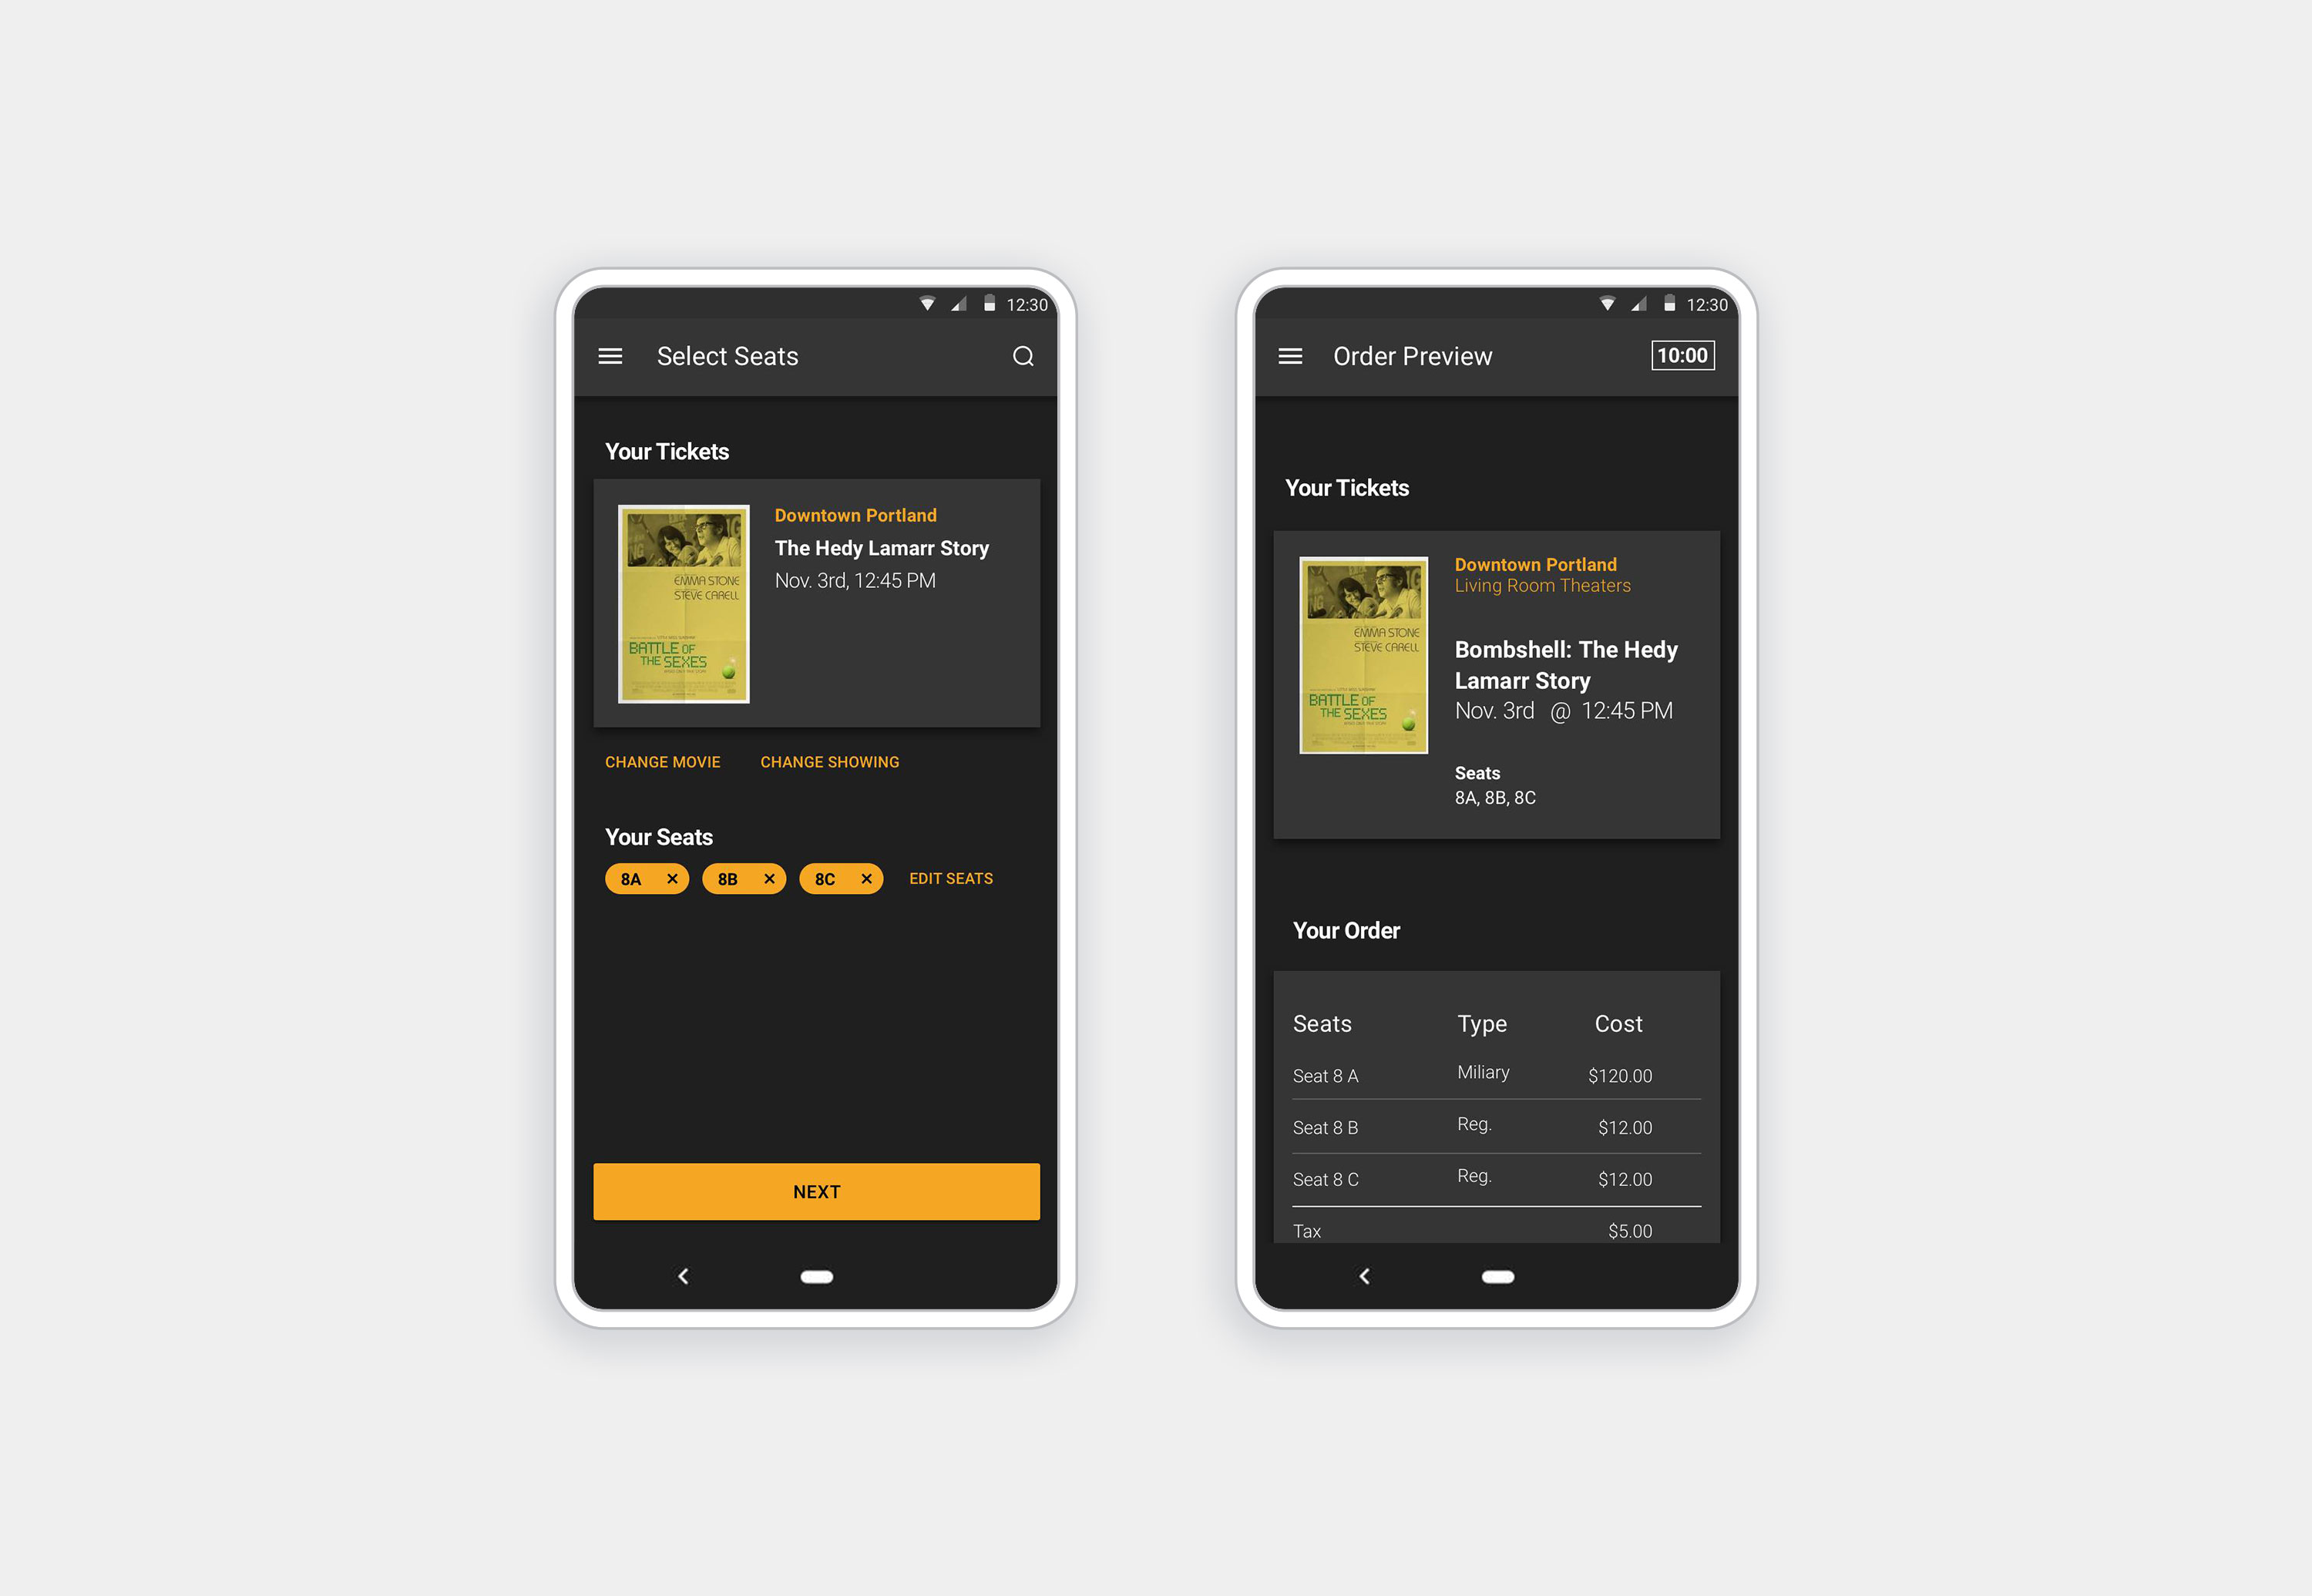 12:30
Select Seats
Your Tickets
EMMA STONE
STEVE CARELL
BATTLE OF
THE SEXES
Downtown Portland
The Hedy Lamarr Story
Nov. 3rd, 12:45 PM
CHANGE MOVIE CHANGE SHOWING
Your Seats
8A 8B 8C EDIT SEATS
NEXT
12:30
Order Preview 10:00
Your Tickets
EMMA STONE
STEVE CARELL
BATTLE OF
THE SEXES
Downtown Portland
Living Room Theaters
Bombshell: The Hedy
Lamarr Story
Nov. 3rd @ 12:45 PM
Seats
8A, 8B, 8C
Your Order
Seats Type Cost
Seat 8 A Miliary $120.00
Seat 8 B Reg. $12.00
Seat 8 C Reg. $12.00
Tax $5.00